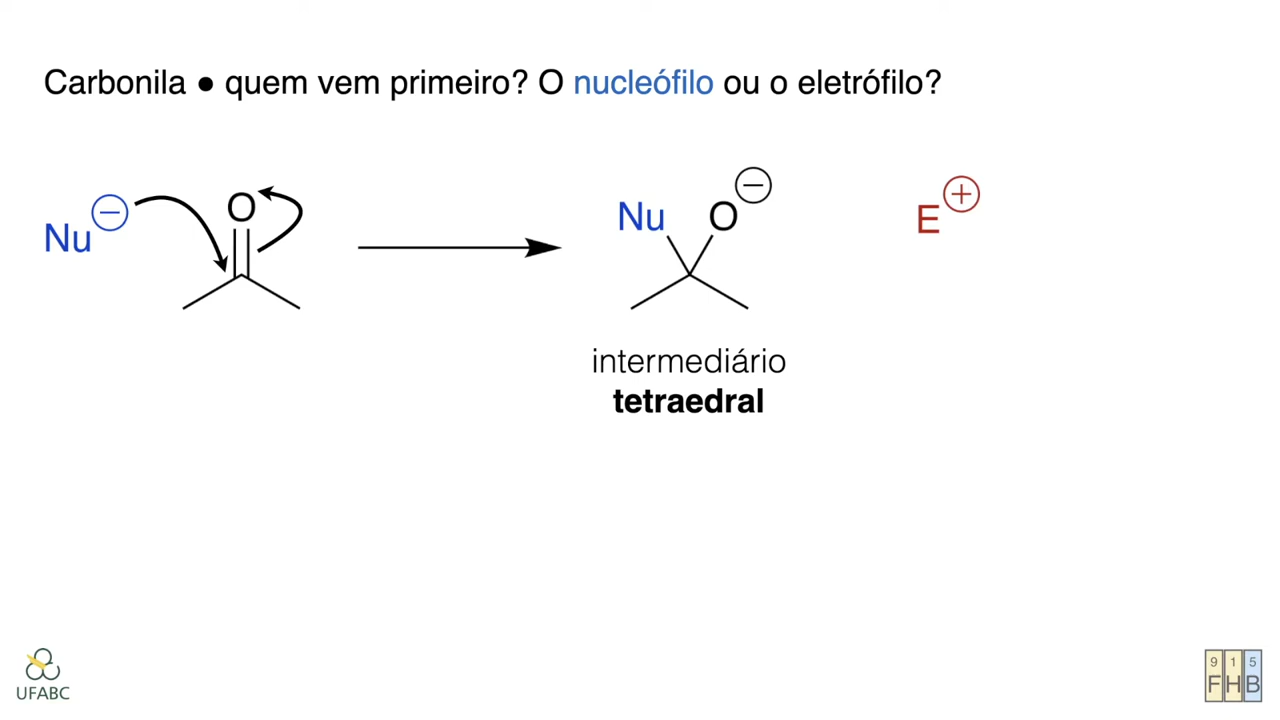 Carbonila ● quem vem primeiro? O nucleófilo ou o eletrófilo?
Nu ⊖ O
Nu O ⊖
E ⊕
intermediário
tetraedral
UFABC
9 1 5
F H B